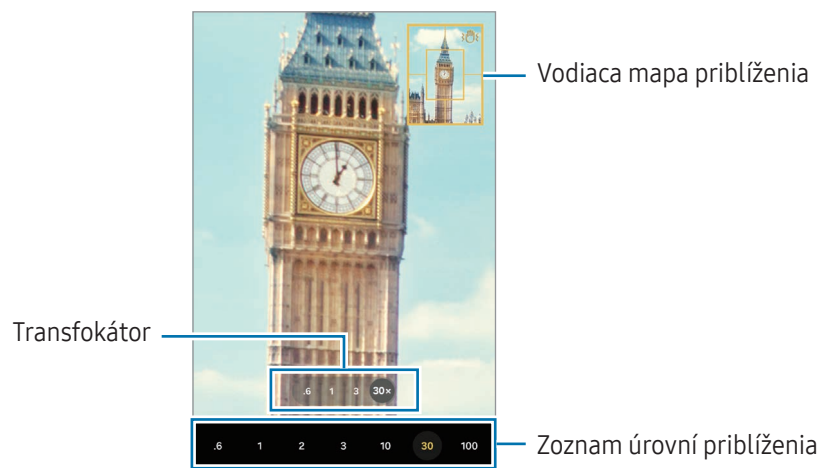 Vodiaca mapa priblíženia
Transfokátor
.6 1 3 30×
.6 1 2 3 10 30 100
Zoznam úrovní priblíženia